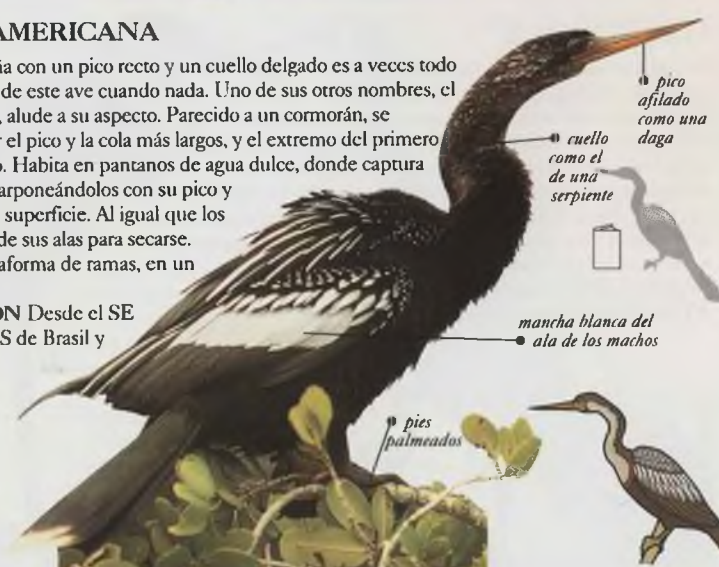 AMERICANA
con un pico recto y un cuello delgado es a veces todo
de este ave cuando nada. Uno de sus otros nombres, el
, alude a su aspecto. Parecido a un cormorán, se
el pico y la cola más largos, y el extremo del primero
. Habita en pantanos de agua dulce, donde captura
arponeándolos con su pico y
superficie. Al igual que los
de sus alas para secarse.
aforma de ramas, en un
ON Desde el SE
S de Brasil y
pico
afilado
como una
daga
cuello
como el
de una
serpiente
mancha blanca del
ala de los machos
pies
palmeados